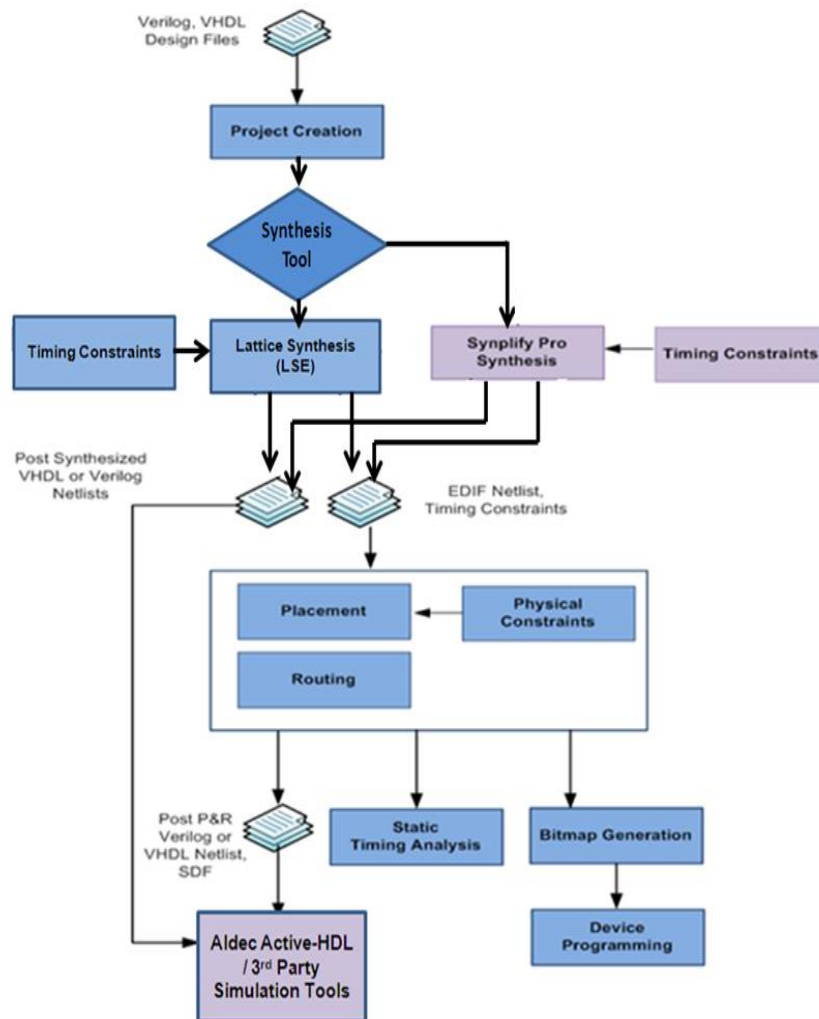 Verilog, VHDL
Design Files
Project Creation
Synthesis
Tool
Timing Constraints
Lattice Synthesis
(LSE)
Synplify Pro
Synthesis
Timing Constraints
Post Synthesized
VHDL or Verilog
Netlists
EDIF Netlist,
Timing Constraints
Placement
Physical
Constraints
Routing
Post P&R
Verilog or
VHDL Netlist,
SDF
Static
Timing Analysis
Bitmap Generation
Device
Programming
Aldec Active-HDL
/ 3rd Party
Simulation Tools